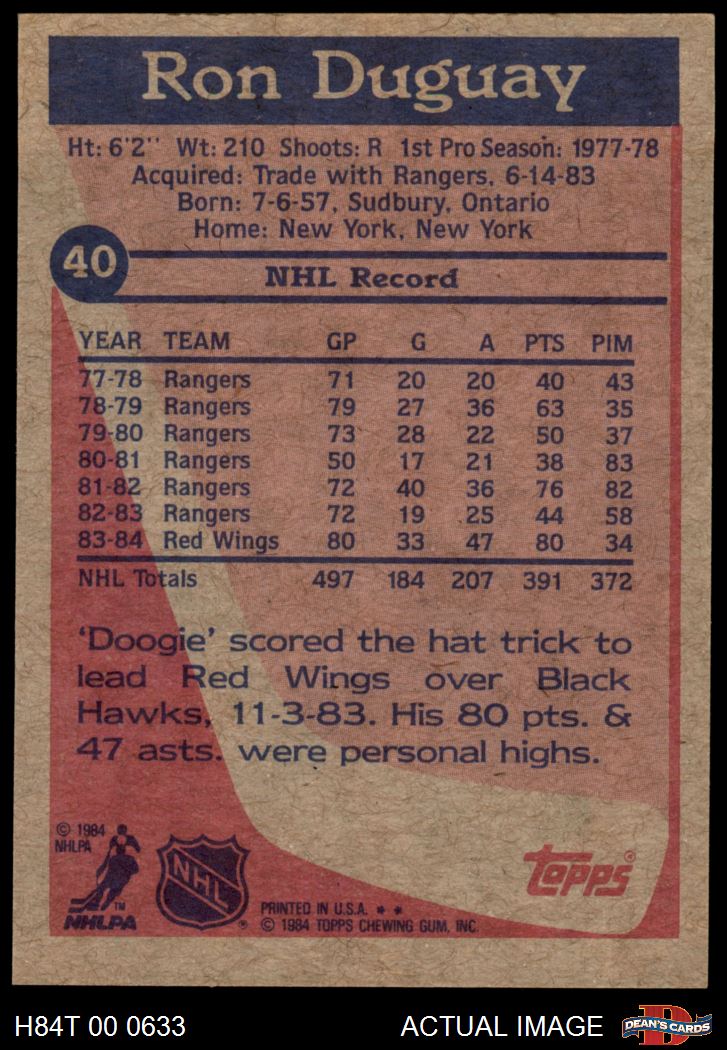 Ron Duguay
Ht: 6'2" Wt: 210 Shoots: R 1st Pro Season: 1977-78
Acquired: Trade with Rangers, 6-14-83
Born: 7-6-57, Sudbury, Ontario
Home: New York, New York
40
NHL Record
YEAR TEAM GP G A PTS PIM
77-78 Rangers 71 20 20 40 43
78-79 Rangers 79 27 36 63 35
79-80 Rangers 73 28 22 50 37
80-81 Rangers 50 17 21 38 83
81-82 Rangers 72 40 36 76 82
82-83 Rangers 72 19 25 44 58
83-84 Red Wings 80 33 47 80 34
NHL Totals 497 184 207 391 372
'Doogie' scored the hat trick to
lead Red Wings over Black
Hawks, 11-3-83. His 80 pts. &
47 asts. were personal highs.
© 1984
NHLPA
TM
NHLPA
NHL
®
topps®
PRINTED IN U.S.A. * *
© 1984 TOPPS CHEWING GUM, INC.
H84T 00 0633
ACTUAL IMAGE
D
DEAN'S CARDS